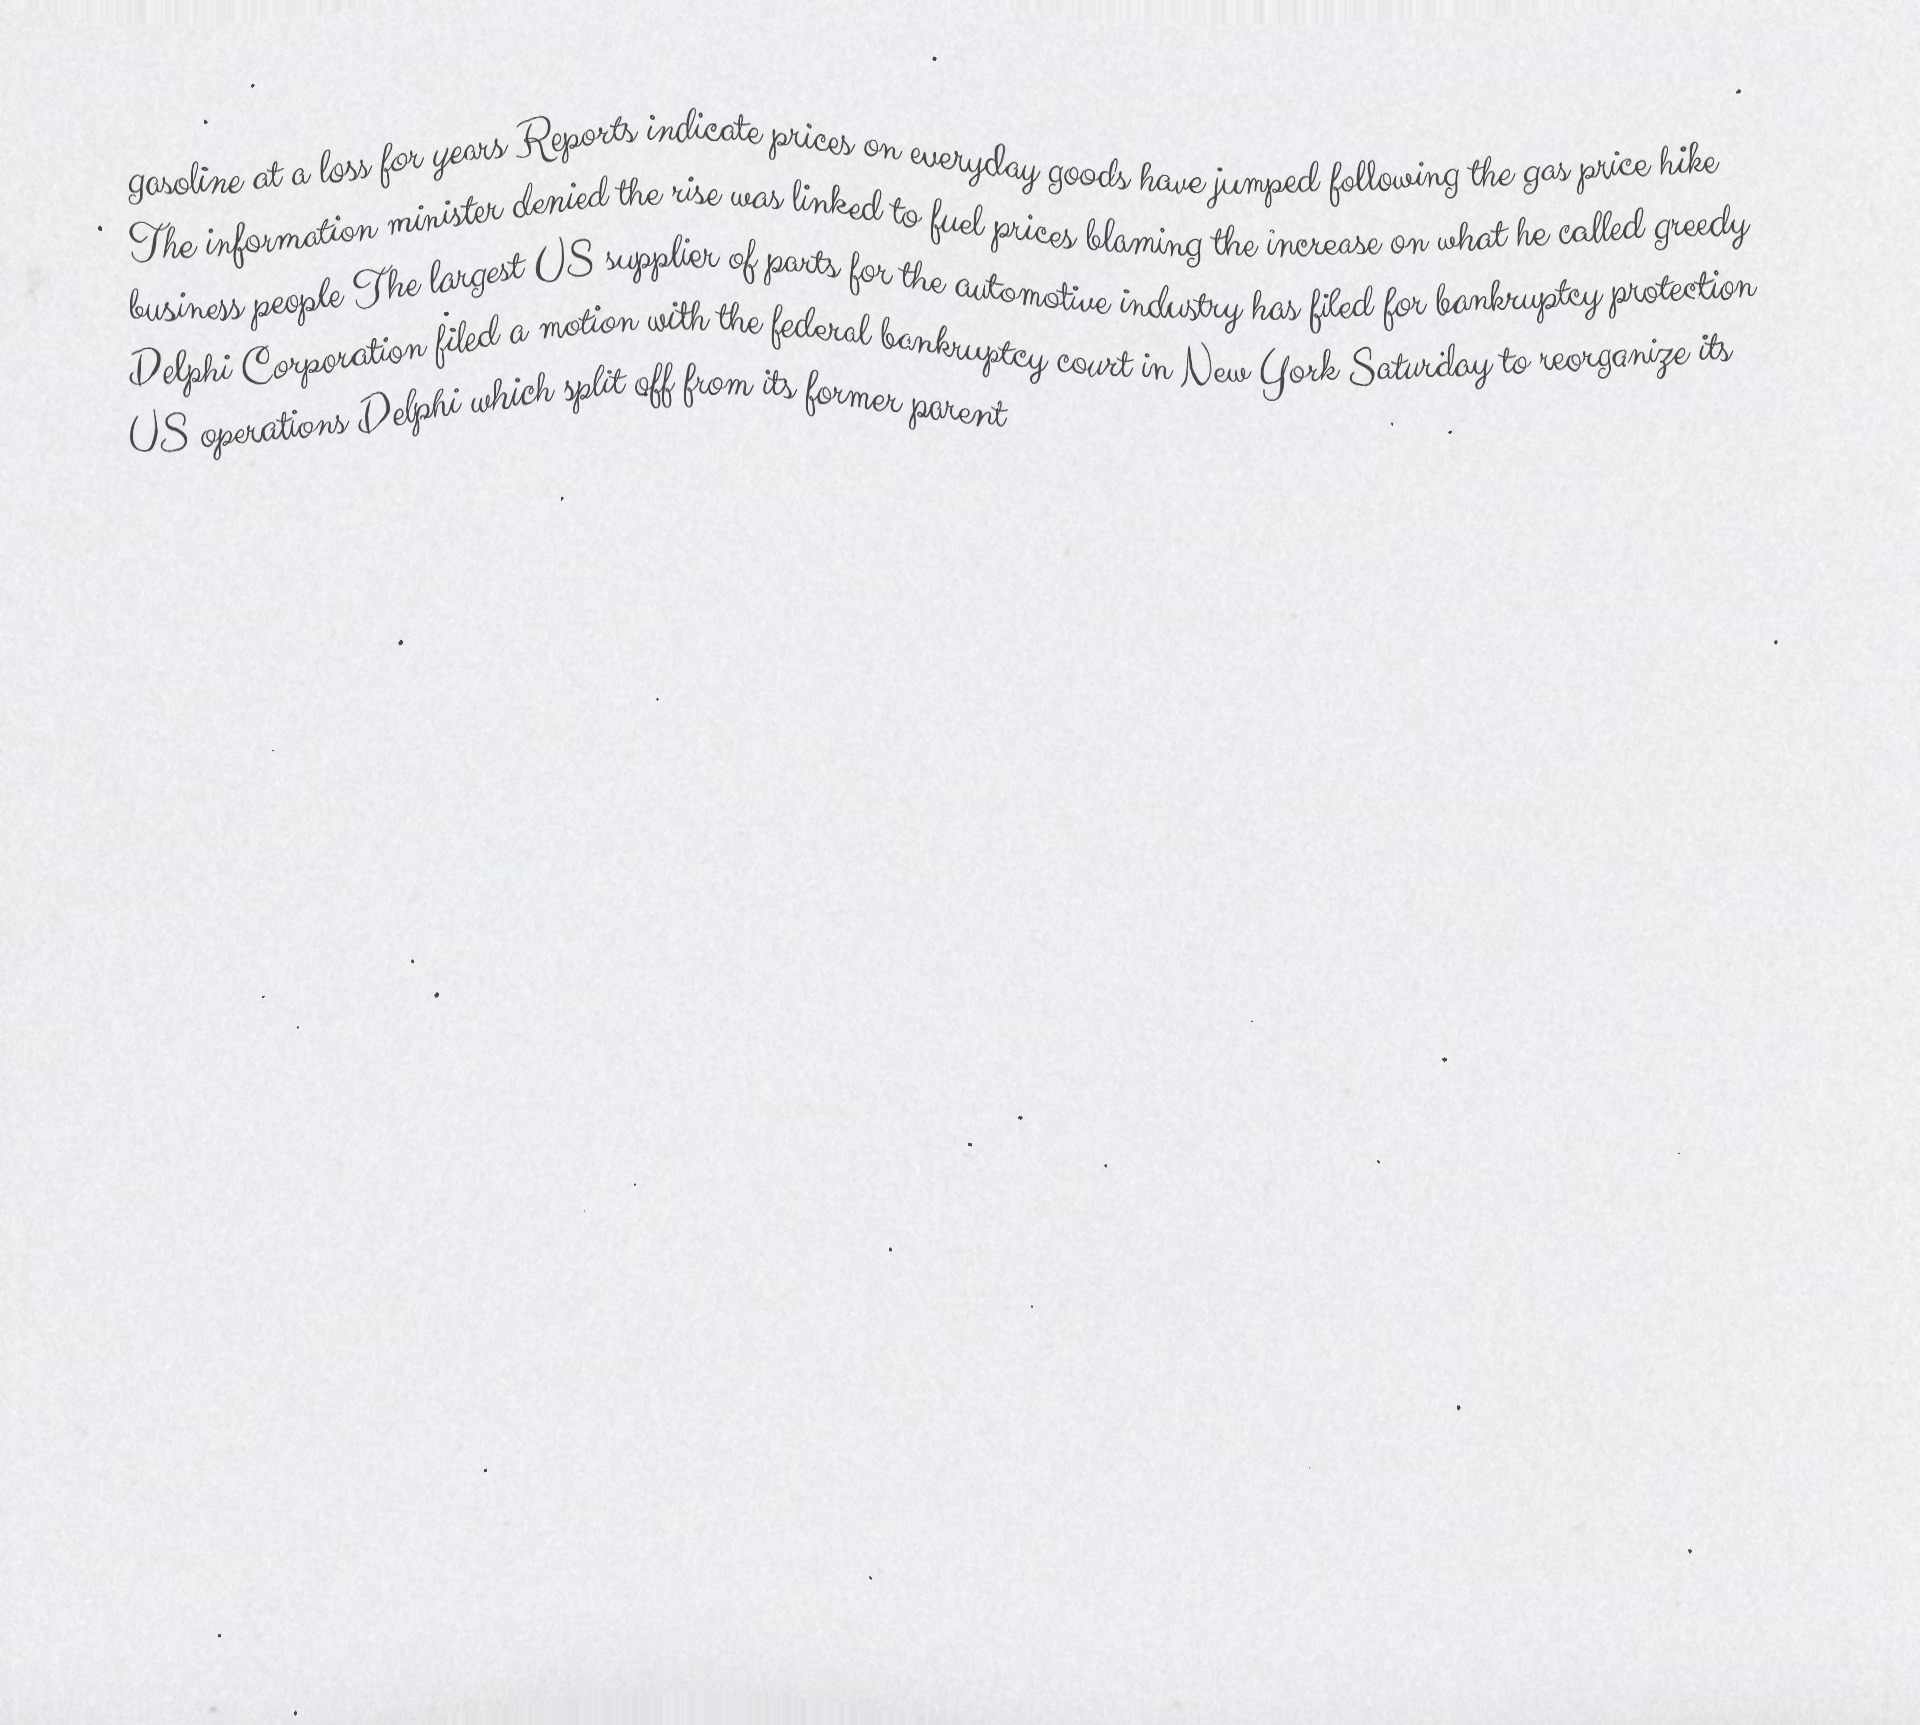 gasoline at a loss for years Reports indicate prices on everyday goods have jumped following the gas price hike
The information minister denied the rise was linked to fuel prices blaming the increase on what he called greedy
business people The largest US supplier of parts for the automotive industry has filed for bankruptcy protection
Delphi Corporation filed a motion with the federal bankruptcy court in New York Saturday to reorganize its
US operations Delphi which split off from its former parent